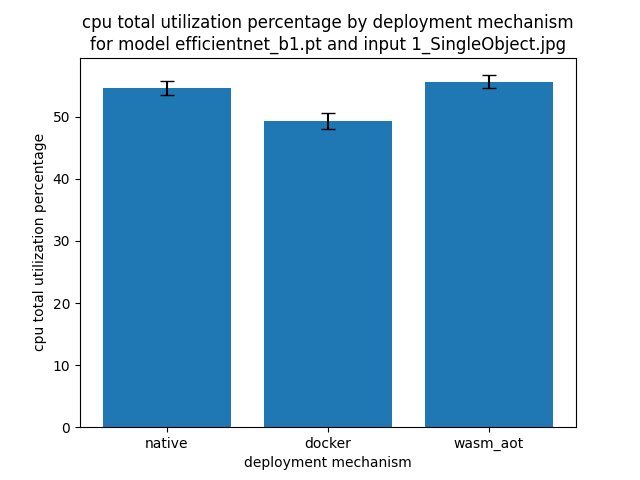 cpu total utilization percentage by deployment mechanism
for model efficientnet_b1.pt and input 1_SingleObject.jpg
cpu total utilization percentage
50
40
30
20
10
0
native docker wasm_aot
deployment mechanism